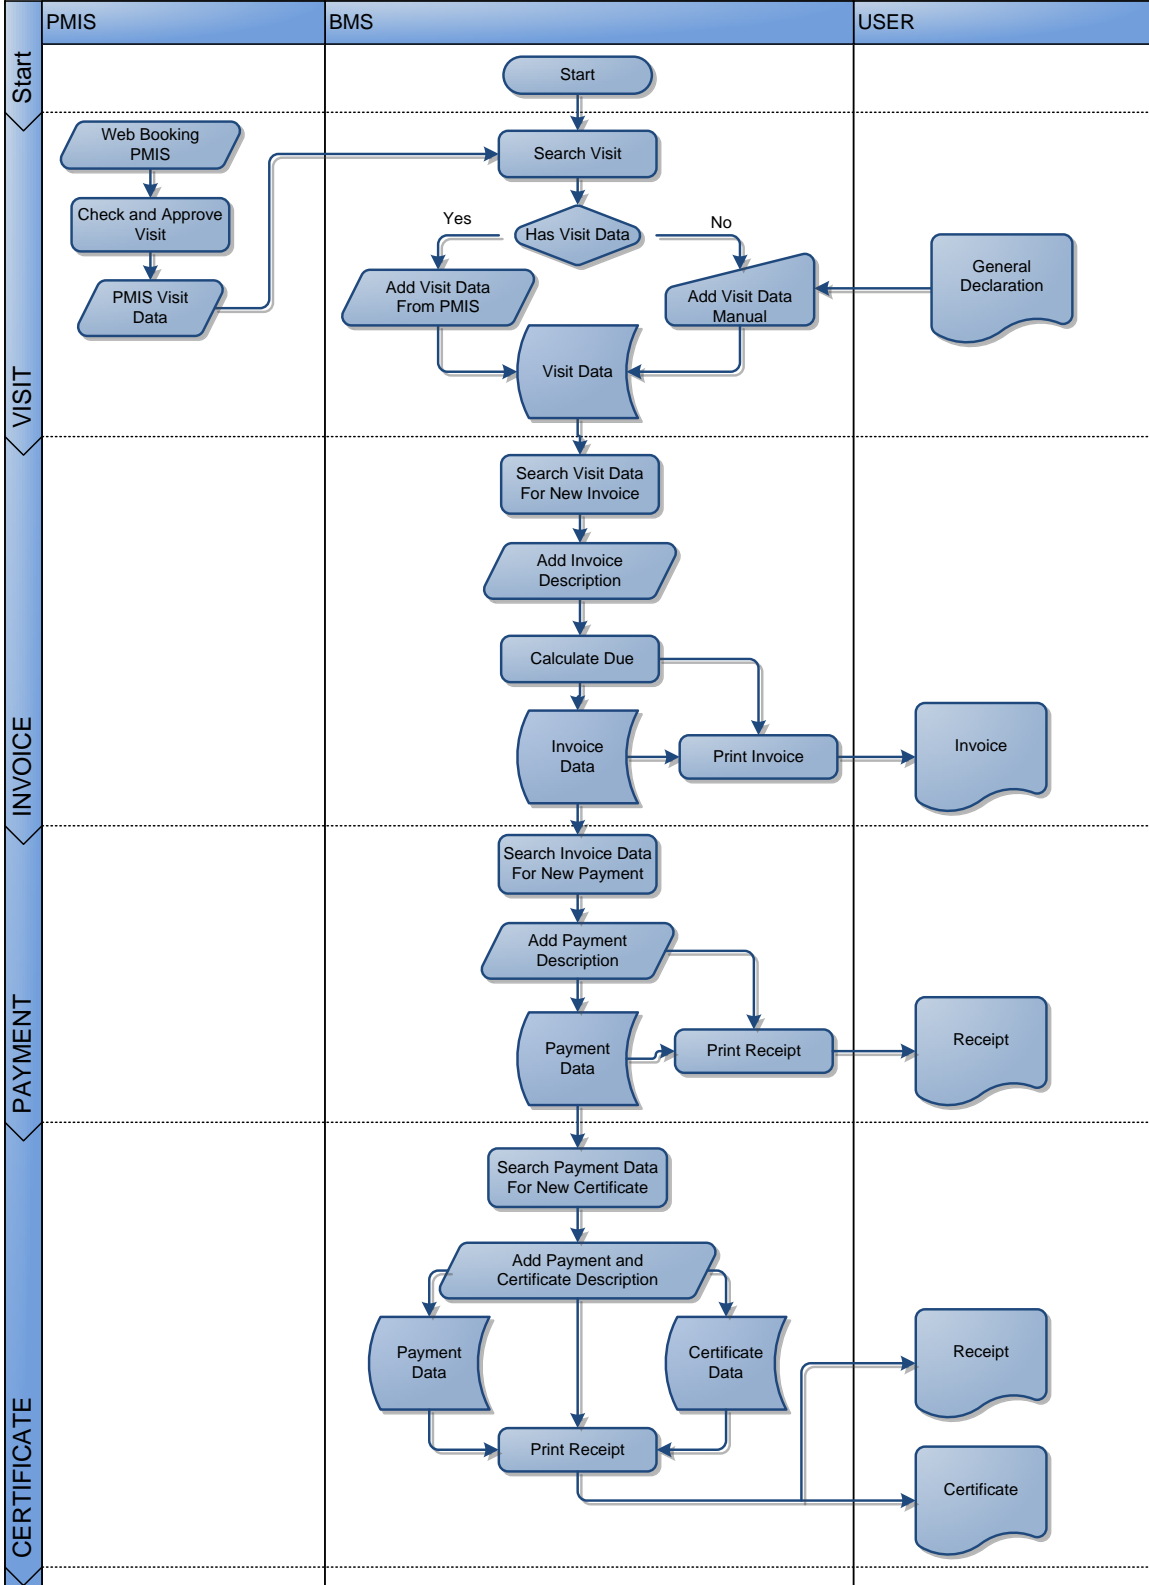 PMIS
BMS
USER
Start
Start
VISIT
Web Booking
PMIS
Search Visit
Check and Approve
Visit
Yes
Has Visit Data
No
PMIS Visit
Data
Add Visit Data
From PMIS
Add Visit Data
Manual
General
Declaration
Visit Data
INVOICE
Search Visit Data
For New Invoice
Add Invoice
Description
Calculate Due
Invoice
Data
Print Invoice
Invoice
PAYMENT
Search Invoice Data
For New Payment
Add Payment
Description
Payment
Data
Print Receipt
Receipt
CERTIFICATE
Search Payment Data
For New Certificate
Add Payment and
Certificate Description
Payment
Data
Certificate
Data
Receipt
Print Receipt
Certificate